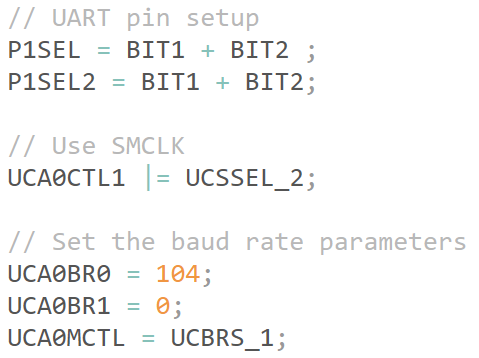 // UART pin setup
P1SEL = BIT1 + BIT2 ;
P1SEL2 = BIT1 + BIT2;
// Use SMCLK
UCA0CTL1 |= UCSSEL_2;
// Set the baud rate parameters
UCA0BR0 = 104;
UCA0BR1 = 0;
UCA0MCTL = UCBRS_1;